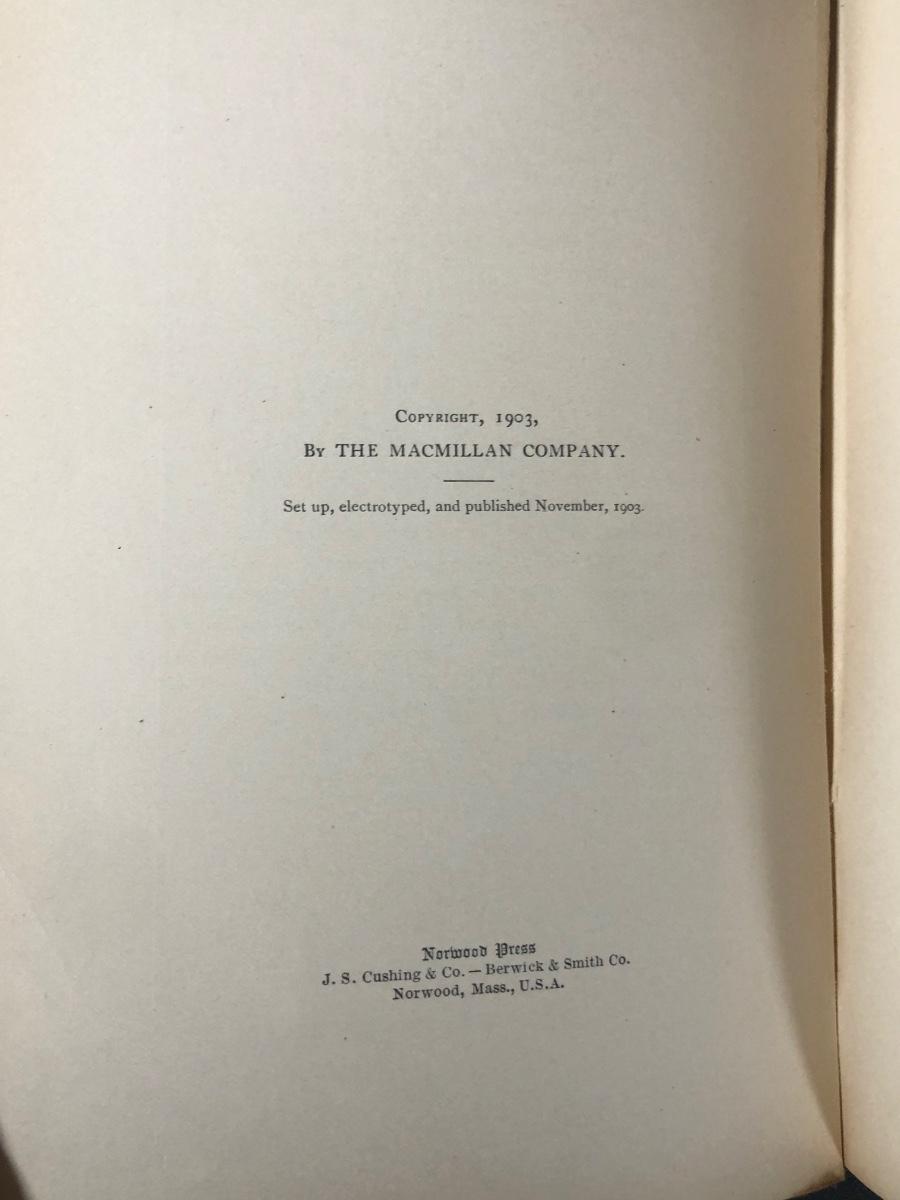 COPYRIGHT, 1903,
BY THE MACMILLAN COMPANY.
Set up, electrotyped, and published November, 1903.
Norwood Press
J. S. Cushing & Co. — Berwick & Smith Co.
Norwood, Mass., U.S.A.